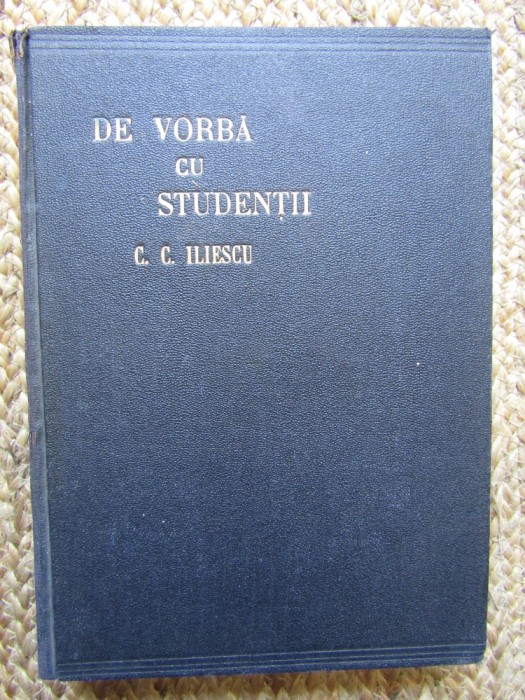 DE VORBĂ
CU
STUDENȚII
C. C. ILIESCU